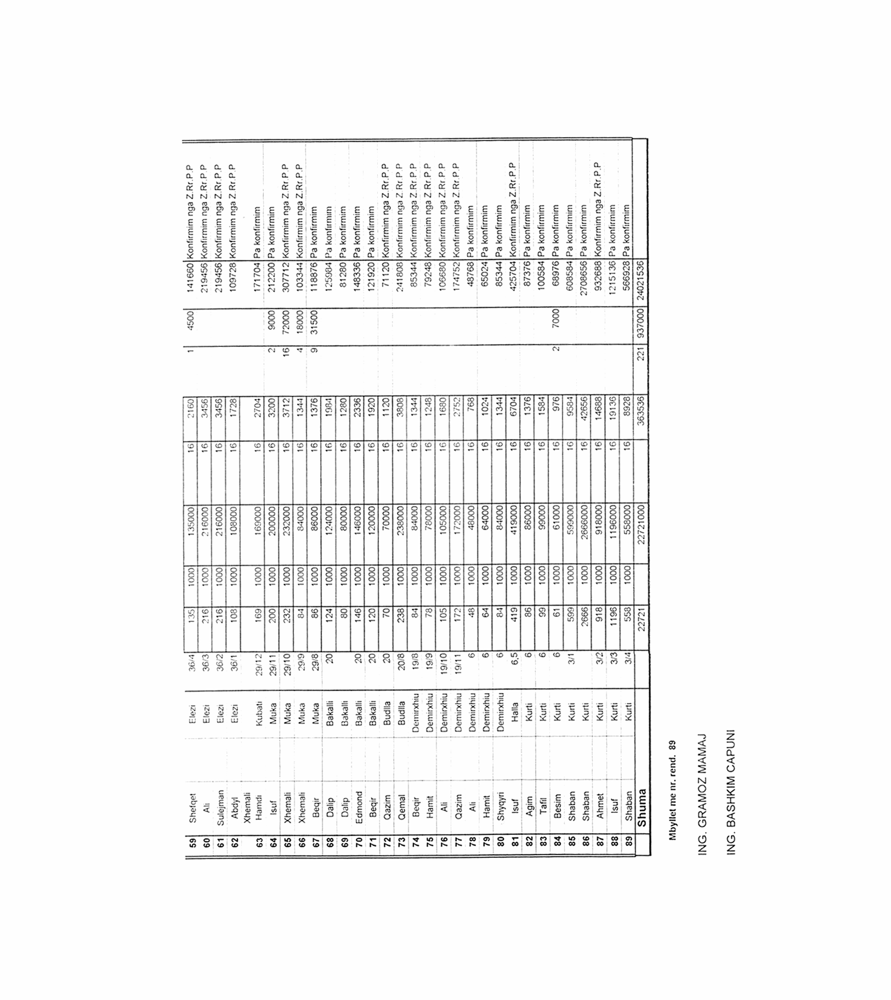 59 Shefqet Elezi 36/4 135 1000 135000 16 2160 1 4500 141660 Konfirmim nga Z.Rr.P.P
60 Ali Elezi 36/3 216 1000 216000 16 3456 219456 Konfirmim nga Z.Rr.P.P
61 Sulejman Elezi 36/2 216 1000 216000 16 3456 219456 Konfirmim nga Z.Rr.P.P
62 Abdyl Elezi 36/1 108 1000 108000 16 1728 109728 Konfirmim nga Z.Rr.P.P
Xhemali
63 Hamdi Kubati 29/12 169 1000 169000 16 2704 171704 Pa konfirmim
64 Isuf Muka 29/11 200 1000 200000 16 3200 2 9000 212200 Pa konfirmim
65 Xhemali Muka 29/10 232 1000 232000 16 3712 16 72000 307712 Konfirmim nga Z.Rr.P.P
66 Xhemali Muka 29/9 84 1000 84000 16 1344 4 18000 103344 Konfirmim nga Z.Rr.P.P
67 Beqir Muka 29/8 86 1000 86000 16 1376 9 31500 118876 Pa konfirmim
68 Dalip Bakalli 20 124 1000 124000 16 1984 125984 Pa konfirmim
69 Dalip Bakalli 80 1000 80000 16 1280 81280 Pa konfirmim
70 Edmond Bakalli 20 146 1000 146000 16 2336 148336 Pa konfirmim
71 Beqir Bakalli 20 120 1000 120000 16 1920 121920 Pa konfirmim
72 Qazim Budlla 20 70 1000 70000 16 1120 71120 Konfirmim nga Z.Rr.P.P
73 Qemal Budlla 20/8 238 1000 238000 16 3808 241808 Konfirmim nga Z.Rr.P.P
74 Beqir Demirxhiu 19/8 84 1000 84000 16 1344 85344 Konfirmim nga Z.Rr.P.P
75 Hamit Demirxhiu 19/9 78 1000 78000 16 1248 79248 Konfirmim nga Z.Rr.P.P
76 Ali Demirxhiu 19/10 105 1000 105000 16 1680 106680 Konfirmim nga Z.Rr.P.P
77 Qazim Demirxhiu 19/11 172 1000 172000 16 2752 174752 Konfirmim nga Z.Rr.P.P
78 Ali Demirxhiu 6 48 1000 48000 16 768 48768 Pa konfirmim
79 Hamit Demirxhiu 6 64 1000 64000 16 1024 65024 Pa konfirmim
80 Shyqyri Demirxhiu 6 84 1000 84000 16 1344 85344 Pa konfirmim
81 Isuf Halla 6,5 419 1000 419000 16 6704 425704 Konfirmim nga Z.Rr.P.P
82 Agim Kurti 6 86 1000 86000 16 1376 87376 Pa konfirmim
83 Tafil Kurti 6 99 1000 99000 16 1584 100584 Pa konfirmim
84 Besim Kurti 6 61 1000 61000 16 976 2 7000 68976 Pa konfirmim
85 Shaban Kurti 3/1 599 1000 599000 16 9584 608584 Pa konfirmim
86 Shaban Kurti 2666 1000 2666000 16 42656 2708656 Pa konfirmim
87 Ahmet Kurti 3/2 918 1000 918000 16 14688 932688 Konfirmim nga Z.Rr.P.P
88 Isuf Kurti 3/3 1196 1000 1196000 16 19136 1215136 Pa konfirmim
89 Shaban Kurti 3/4 558 1000 558000 16 8928 566928 Pa konfirmim
Shuma 22721 22721000 363536 221 937000 24021536
Mbyllet me nr. rend. 89
ING. GRAMOZ MAMAJ
ING. BASHKIM CAPUNI